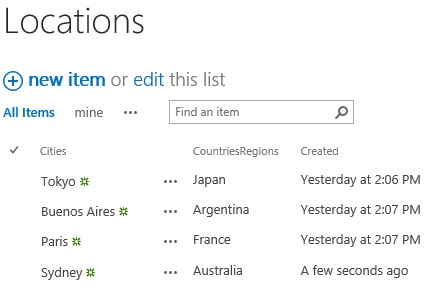 Locations
new item or edit this list
All Items mine ••• Find an item
Cities CountriesRegions Created
Tokyo ••• Japan Yesterday at 2:06 PM
Buenos Aires ••• Argentina Yesterday at 2:07 PM
Paris ••• France Yesterday at 2:07 PM
Sydney ••• Australia A few seconds ago